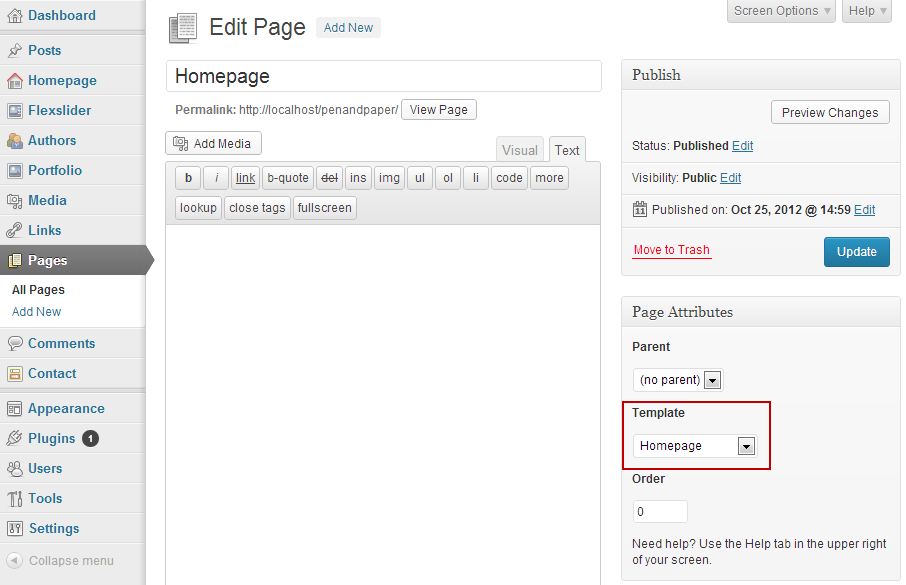 Dashboard
Posts
Homepage
Flexslider
Authors
Portfolio
Media
Links
Pages
All Pages
Add New
Comments
Contact
Appearance
Plugins 1
Users
Tools
Settings
Collapse menu
Screen Options
Help
Edit Page Add New
Homepage
Permalink: http://localhost/penandpaper/ View Page
Add Media
Visual Text
b i link b-quote del ins img ul ol li code more
lookup close tags fullscreen
Publish
Preview Changes
Status: Published Edit
Visibility: Public Edit
11 Published on: Oct 25, 2012 @ 14:59 Edit
Move to Trash Update
Page Attributes
Parent
(no parent)
Template
Homepage
Order
0
Need help? Use the Help tab in the upper right
of your screen.